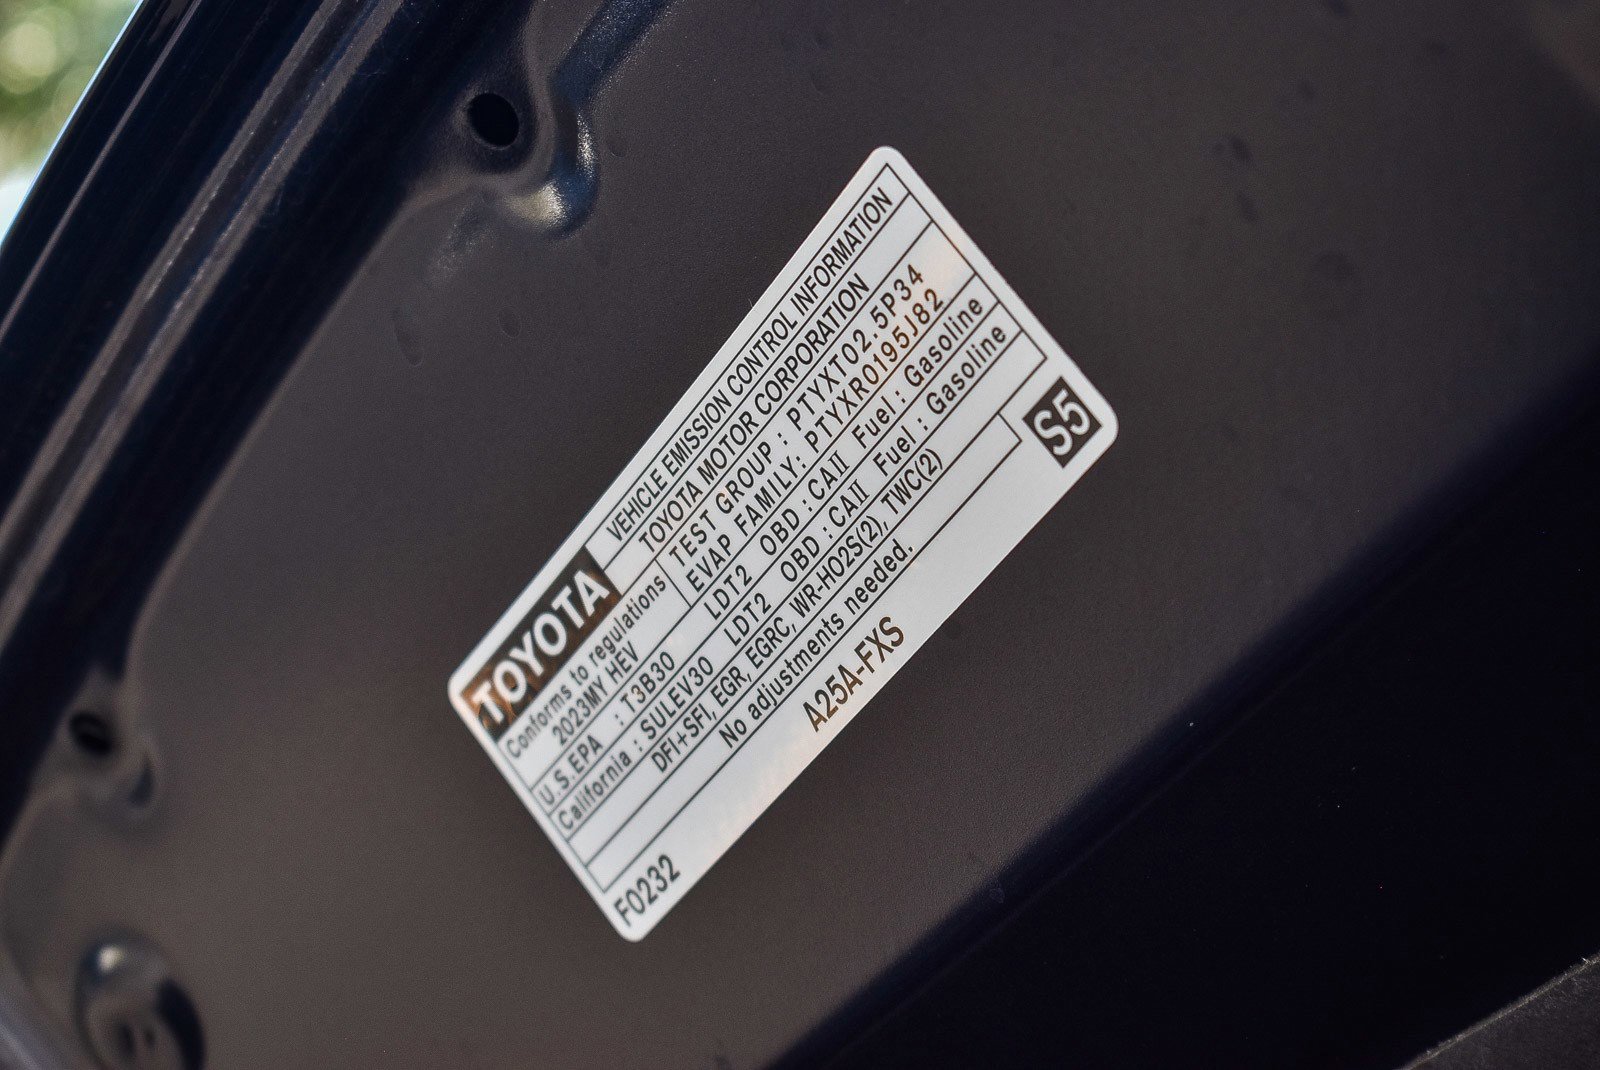 TOYOTA VEHICLE EMISSION CONTROL INFORMATION
TOYOTA MOTOR CORPORATION
Conforms to regulations TEST GROUP : PTYXT02.5P34
2023MY HEV EVAP FAMILY: PTYXR0195J82
U.S.EPA : T3B30 LDT2 OBD : CAII Fuel : Gasoline
California : SULEV30 LDT2 OBD : CAII Fuel : Gasoline
DFI+SFI, EGR, EGRC, WR-HO2S(2), TWC(2)
No adjustments needed.
S5
F0232 A25A-FXS